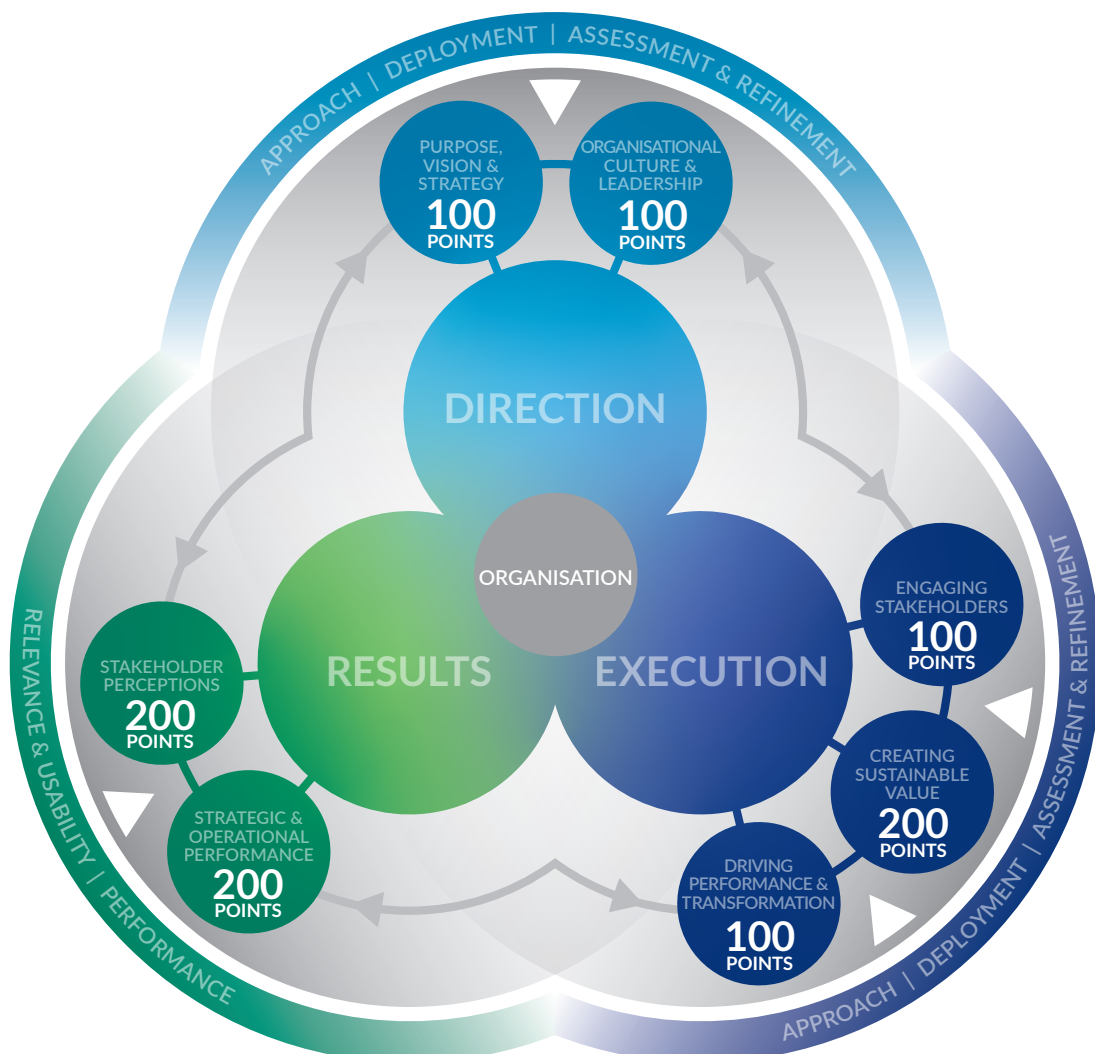 APPROACH | DEPLOYMENT | ASSESSMENT & REFINEMENT
PURPOSE,
VISION &
STRATEGY
100
POINTS
ORGANISATIONAL
CULTURE &
LEADERSHIP
100
POINTS
DIRECTION
ORGANISATION
RESULTS
EXECUTION
ENGAGING
STAKEHOLDERS
100
POINTS
CREATING
SUSTAINABLE
VALUE
200
POINTS
DRIVING
PERFORMANCE &
TRANSFORMATION
100
POINTS
APPROACH | DEPLOYMENT | ASSESSMENT & REFINEMENT
STAKEHOLDER
PERCEPTIONS
200
POINTS
STRATEGIC &
OPERATIONAL
PERFORMANCE
200
POINTS
RELEVANCE & USABILITY | PERFORMANCE